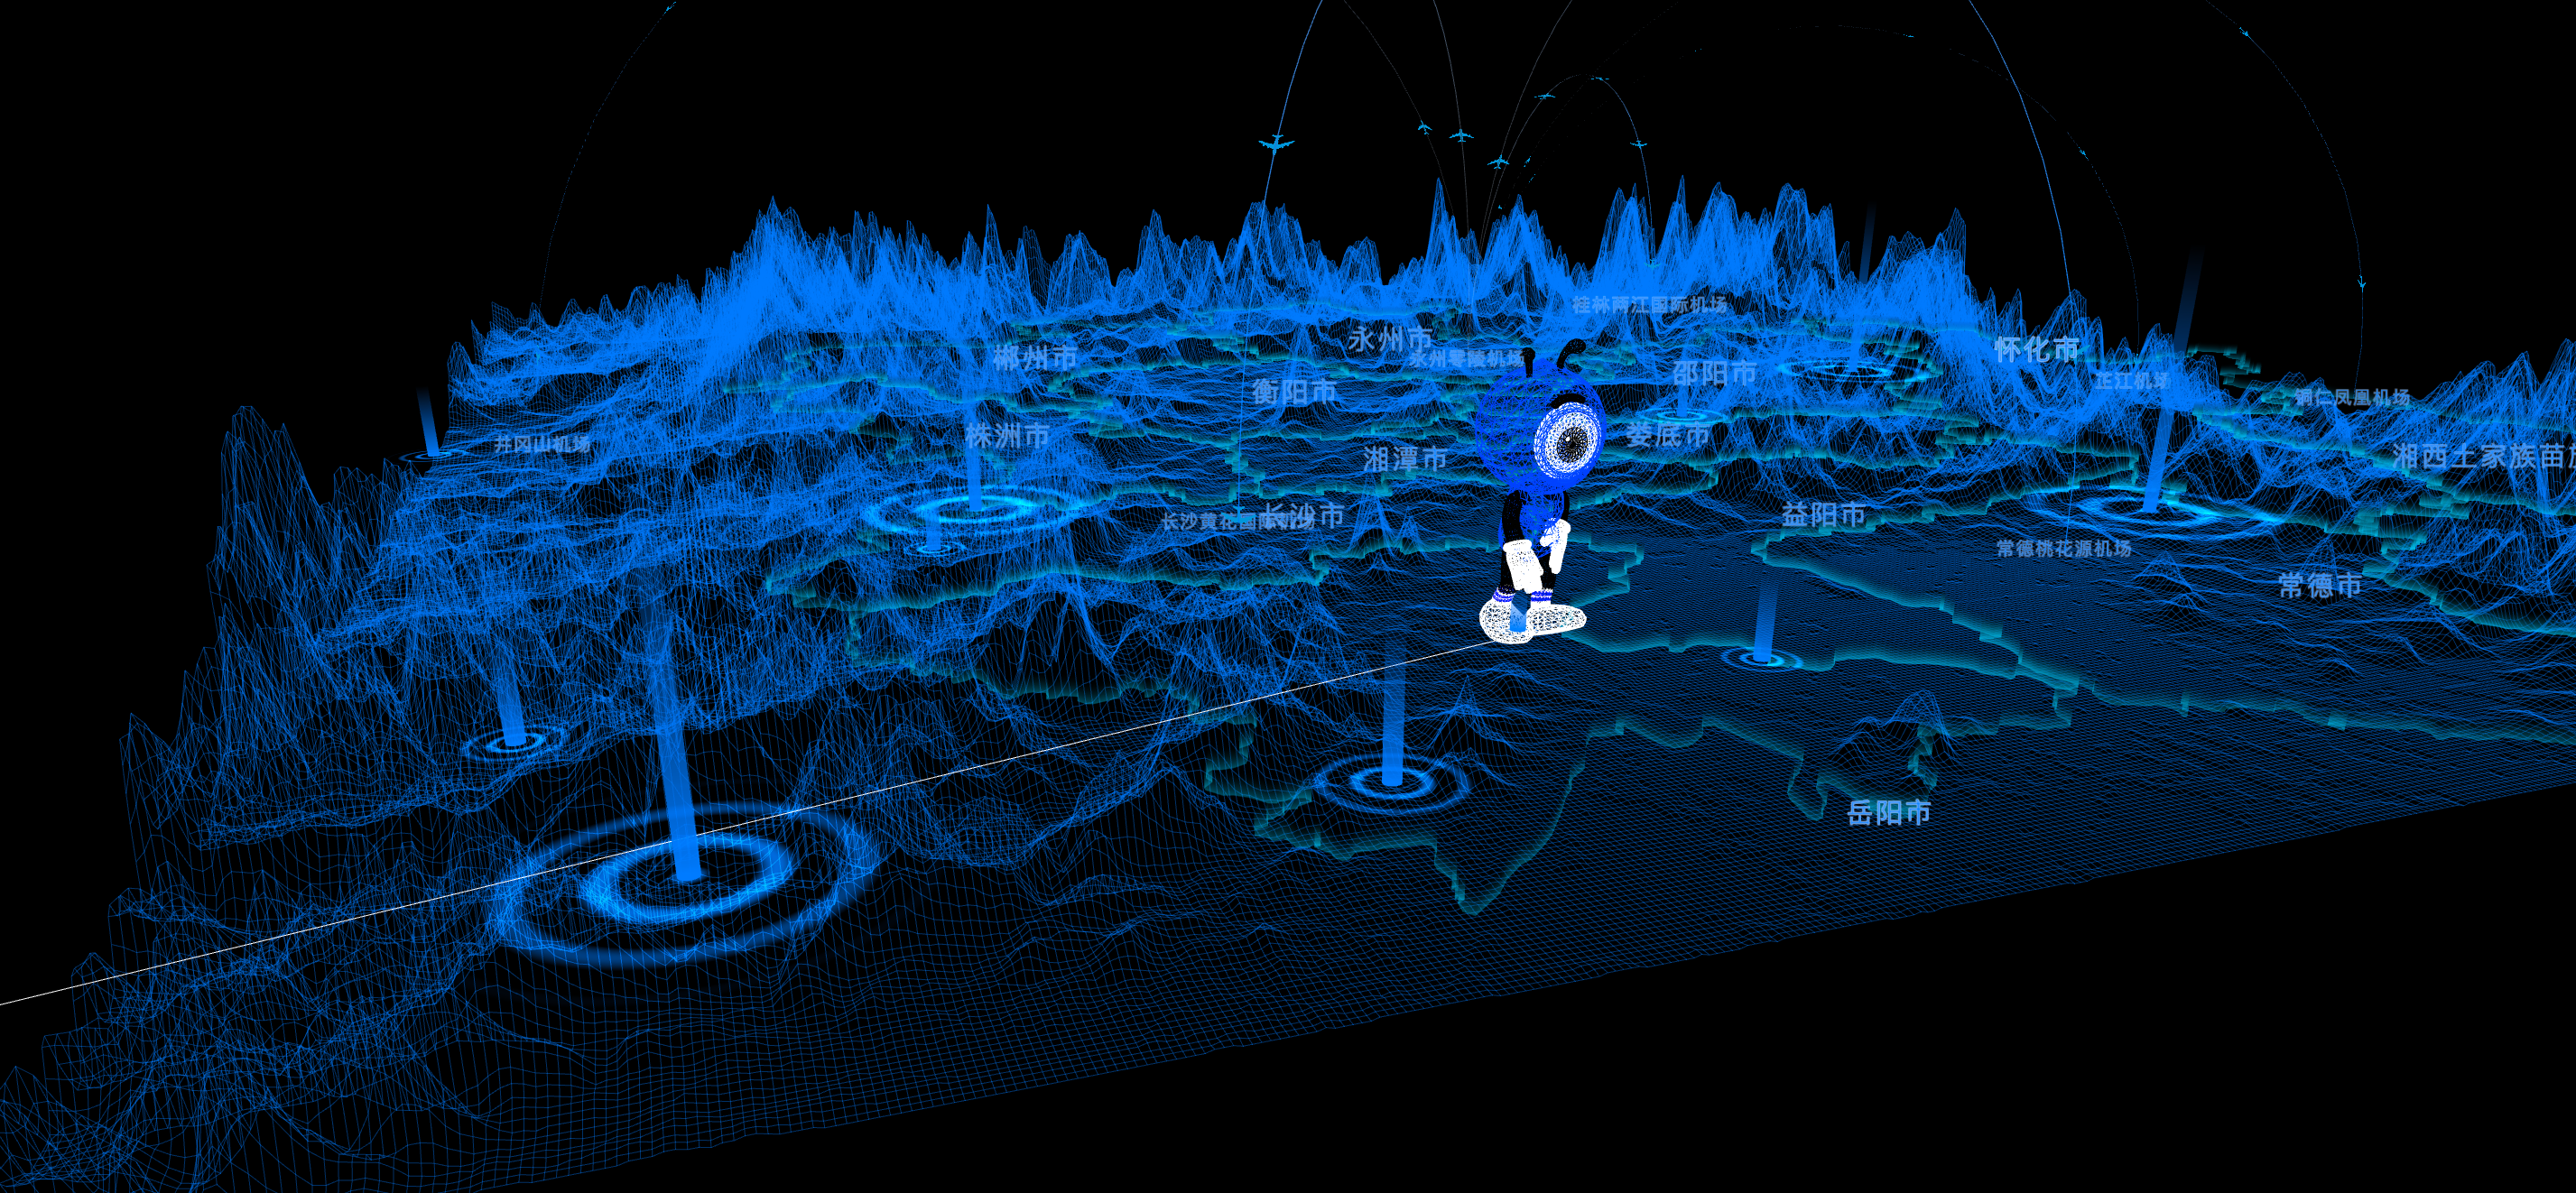 桂林两江国际机场
永州市
怀化市
郴州市
永州零陵机场
邵阳市
芷江机场
衡阳市
铜仁凤凰机场
株洲市
娄底市
井冈山机场
湘潭市
湘西土家族苗
长沙市
益阳市
长沙黄花国际机场
常德桃花源机场
常德市
岳阳市